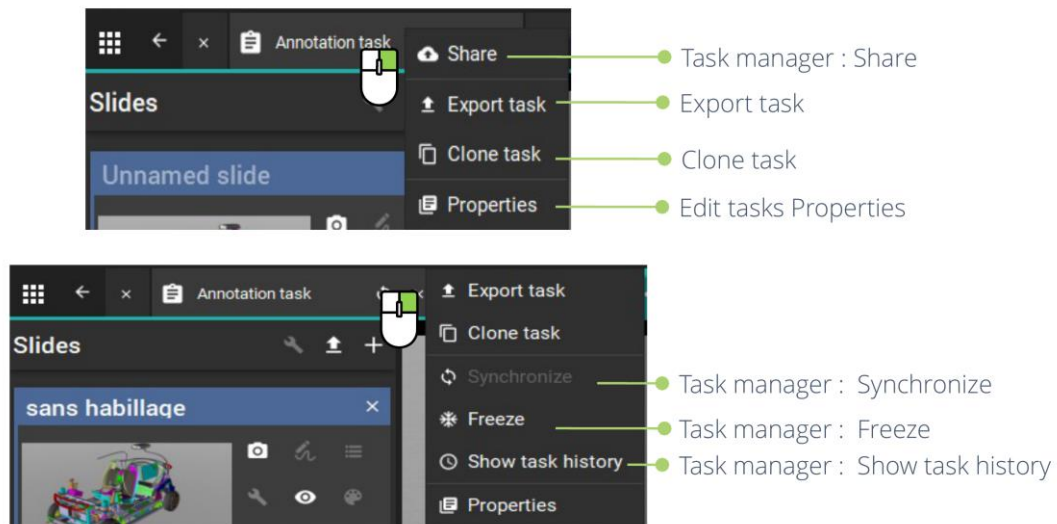 Annotation task
Share
Task manager : Share
Slides
Export task
Export task
Clone task
Clone task
Unnamed slide
Properties
Edit tasks Properties
Annotation task
Export task
Slides
Clone task
Synchronize
Task manager : Synchronize
sans habillage
Freeze
Task manager : Freeze
Show task history
Task manager : Show task history
Properties